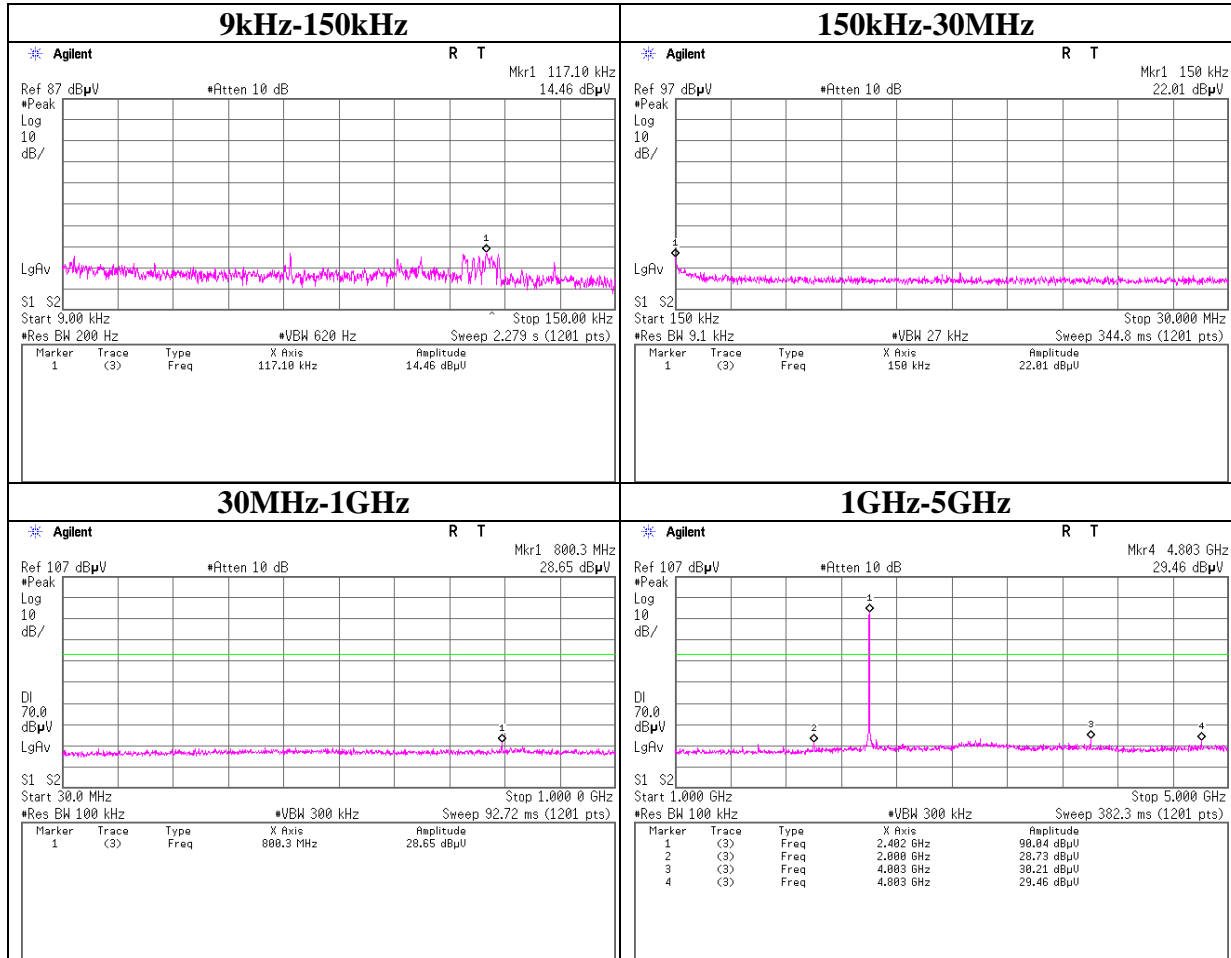 9kHz-150kHz
Agilent R T
Mkr1 117.10 kHz
Ref 87 dBµV #Atten 10 dB 14.46 dBµV
#Peak
Log
10
dB/
1
LgAv
S1 S2
Start 9.00 kHz ^ Stop 150.00 kHz
#Res BW 200 Hz #VBW 620 Hz Sweep 2.279 s (1201 pts)
Marker Trace Type X Axis Amplitude
1 (3) Freq 117.10 kHz 14.46 dBµV
150kHz-30MHz
Agilent R T
Mkr1 150 kHz
Ref 97 dBµV #Atten 10 dB 22.01 dBµV
#Peak
Log
10
dB/
1
LgAv
S1 S2
Start 150 kHz Stop 30.000 MHz
#Res BW 9.1 kHz #VBW 27 kHz Sweep 344.8 ms (1201 pts)
Marker Trace Type X Axis Amplitude
1 (3) Freq 150 kHz 22.01 dBµV
30MHz-1GHz
Agilent R T
Mkr1 800.3 MHz
Ref 107 dBµV #Atten 10 dB 28.65 dBµV
#Peak
Log
10
dB/
DI
70.0
dBµV
1
LgAv
S1 S2
Start 30.0 MHz Stop 1.000 0 GHz
#Res BW 100 kHz #VBW 300 kHz Sweep 92.72 ms (1201 pts)
Marker Trace Type X Axis Amplitude
1 (3) Freq 800.3 MHz 28.65 dBµV
1GHz-5GHz
Agilent R T
Mkr4 4.803 GHz
Ref 107 dBµV #Atten 10 dB 29.46 dBµV
#Peak
Log
10
dB/
1
DI
70.0
dBµV
2 3 4
LgAv
S1 S2
Start 1.000 GHz Stop 5.000 GHz
#Res BW 100 kHz #VBW 300 kHz Sweep 382.3 ms (1201 pts)
Marker Trace Type X Axis Amplitude
1 (3) Freq 2.402 GHz 90.04 dBµV
2 (3) Freq 2.000 GHz 28.73 dBµV
3 (3) Freq 4.003 GHz 30.21 dBµV
4 (3) Freq 4.803 GHz 29.46 dBµV